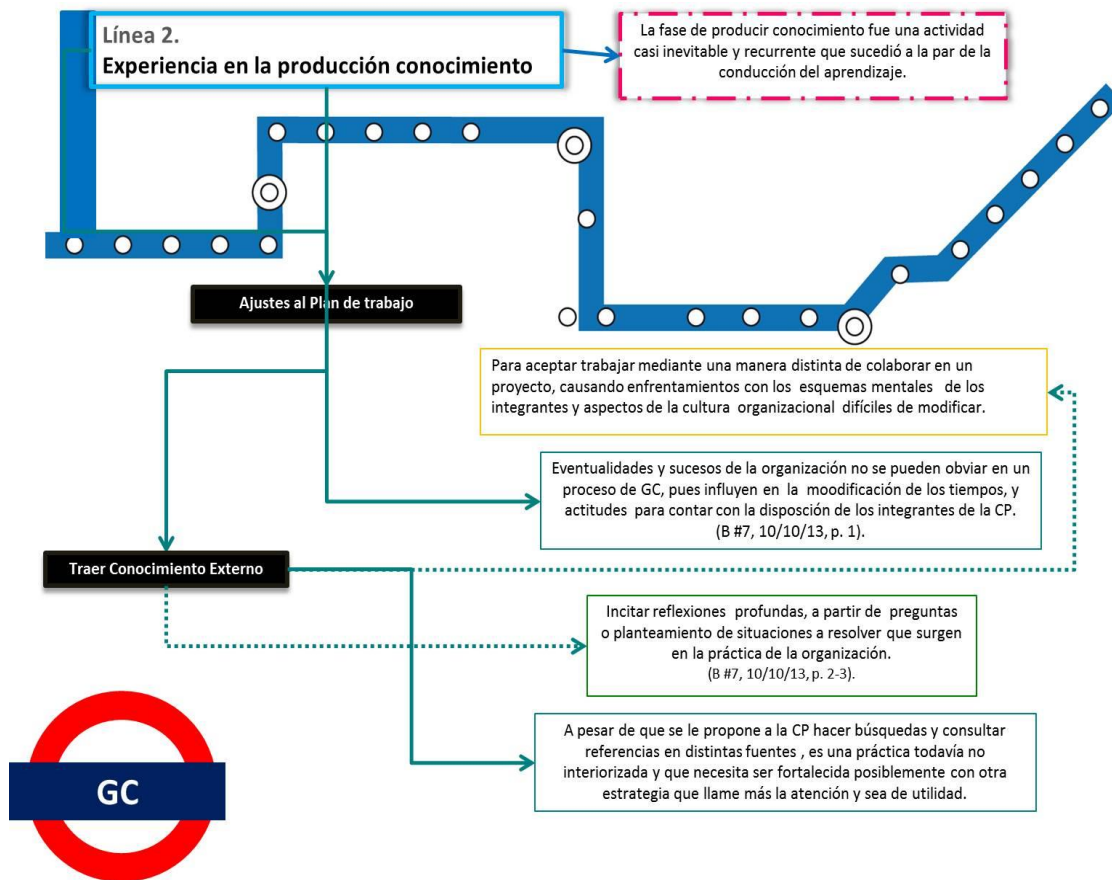 Línea 2.
Experiencia en la producción conocimiento
La fase de producir conocimiento fue una actividad
casi inevitable y recurrente que sucedió a la par de la
conducción del aprendizaje.
Ajustes al Plan de trabajo
Para aceptar trabajar mediante una manera distinta de colaborar en un
proyecto, causando enfrentamientos con los esquemas mentales de los
integrantes y aspectos de la cultura organizacional difíciles de modificar.
Eventualidades y sucesos de la organización no se pueden obviar en un
proceso de GC, pues influyen en la moodificación de los tiempos, y
actitudes para contar con la disposción de los integrantes de la CP.
(B #7, 10/10/13, p. 1).
Traer Conocimiento Externo
Incitar reflexiones profundas, a partir de preguntas
o planteamiento de situaciones a resolver que surgen
en la práctica de la organización.
(B #7, 10/10/13, p. 2-3).
A pesar de que se le propone a la CP hacer búsquedas y consultar
referencias en distintas fuentes , es una práctica todavía no
interiorizada y que necesita ser fortalecida posiblemente con otra
estrategia que llame más la atención y sea de utilidad.
GC